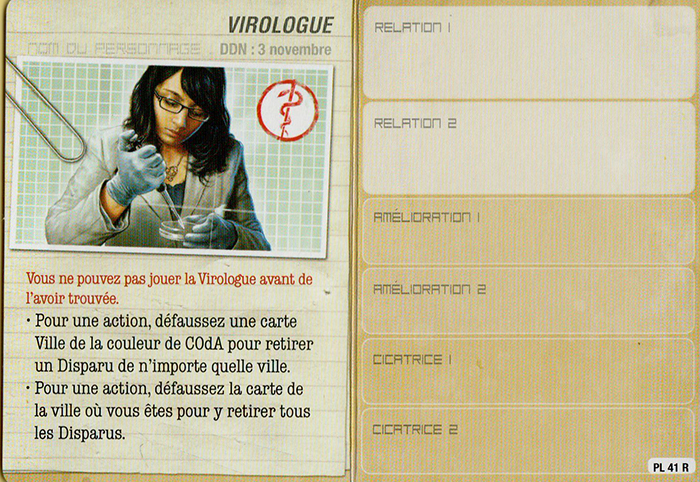 VIROLOGUE
NOM DU PERSONNAGE
DDN : 3 novembre
Vous ne pouvez pas jouer la Virologue avant de
l'avoir trouvée.
• Pour une action, défaussez une carte
Ville de la couleur de COdA pour retirer
un Disparu de n'importe quelle ville.
• Pour une action, défaussez la carte de
la ville où vous êtes pour y retirer tous
les Disparus.
RELATION 1
RELATION 2
AMÉLIORATION 1
AMÉLIORATION 2
CICATRICE 1
CICATRICE 2
PL 41 R